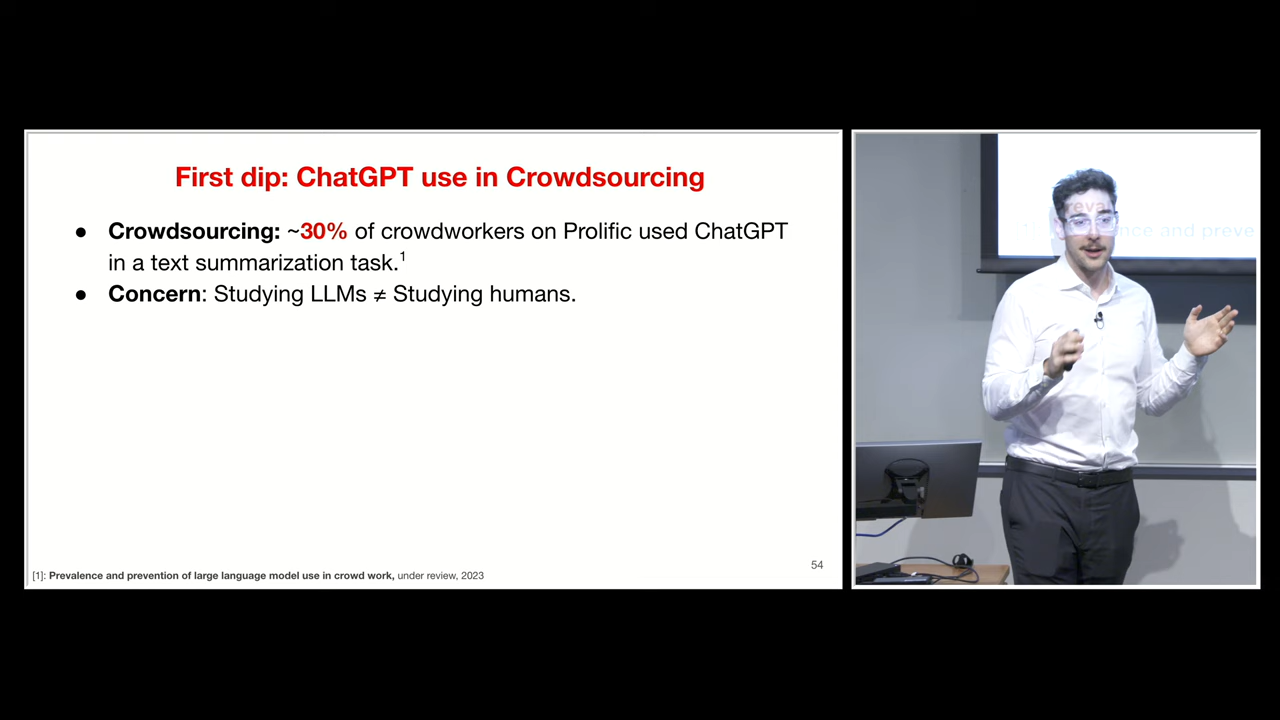 First dip: ChatGPT use in Crowdsourcing
● Crowdsourcing: ~30% of crowdworkers on Prolific used ChatGPT
in a text summarization task.1
● Concern: Studying LLMs ≠ Studying humans.
54
[1]: Prevalence and prevention of large language model use in crowd work, under review, 2023
and preve